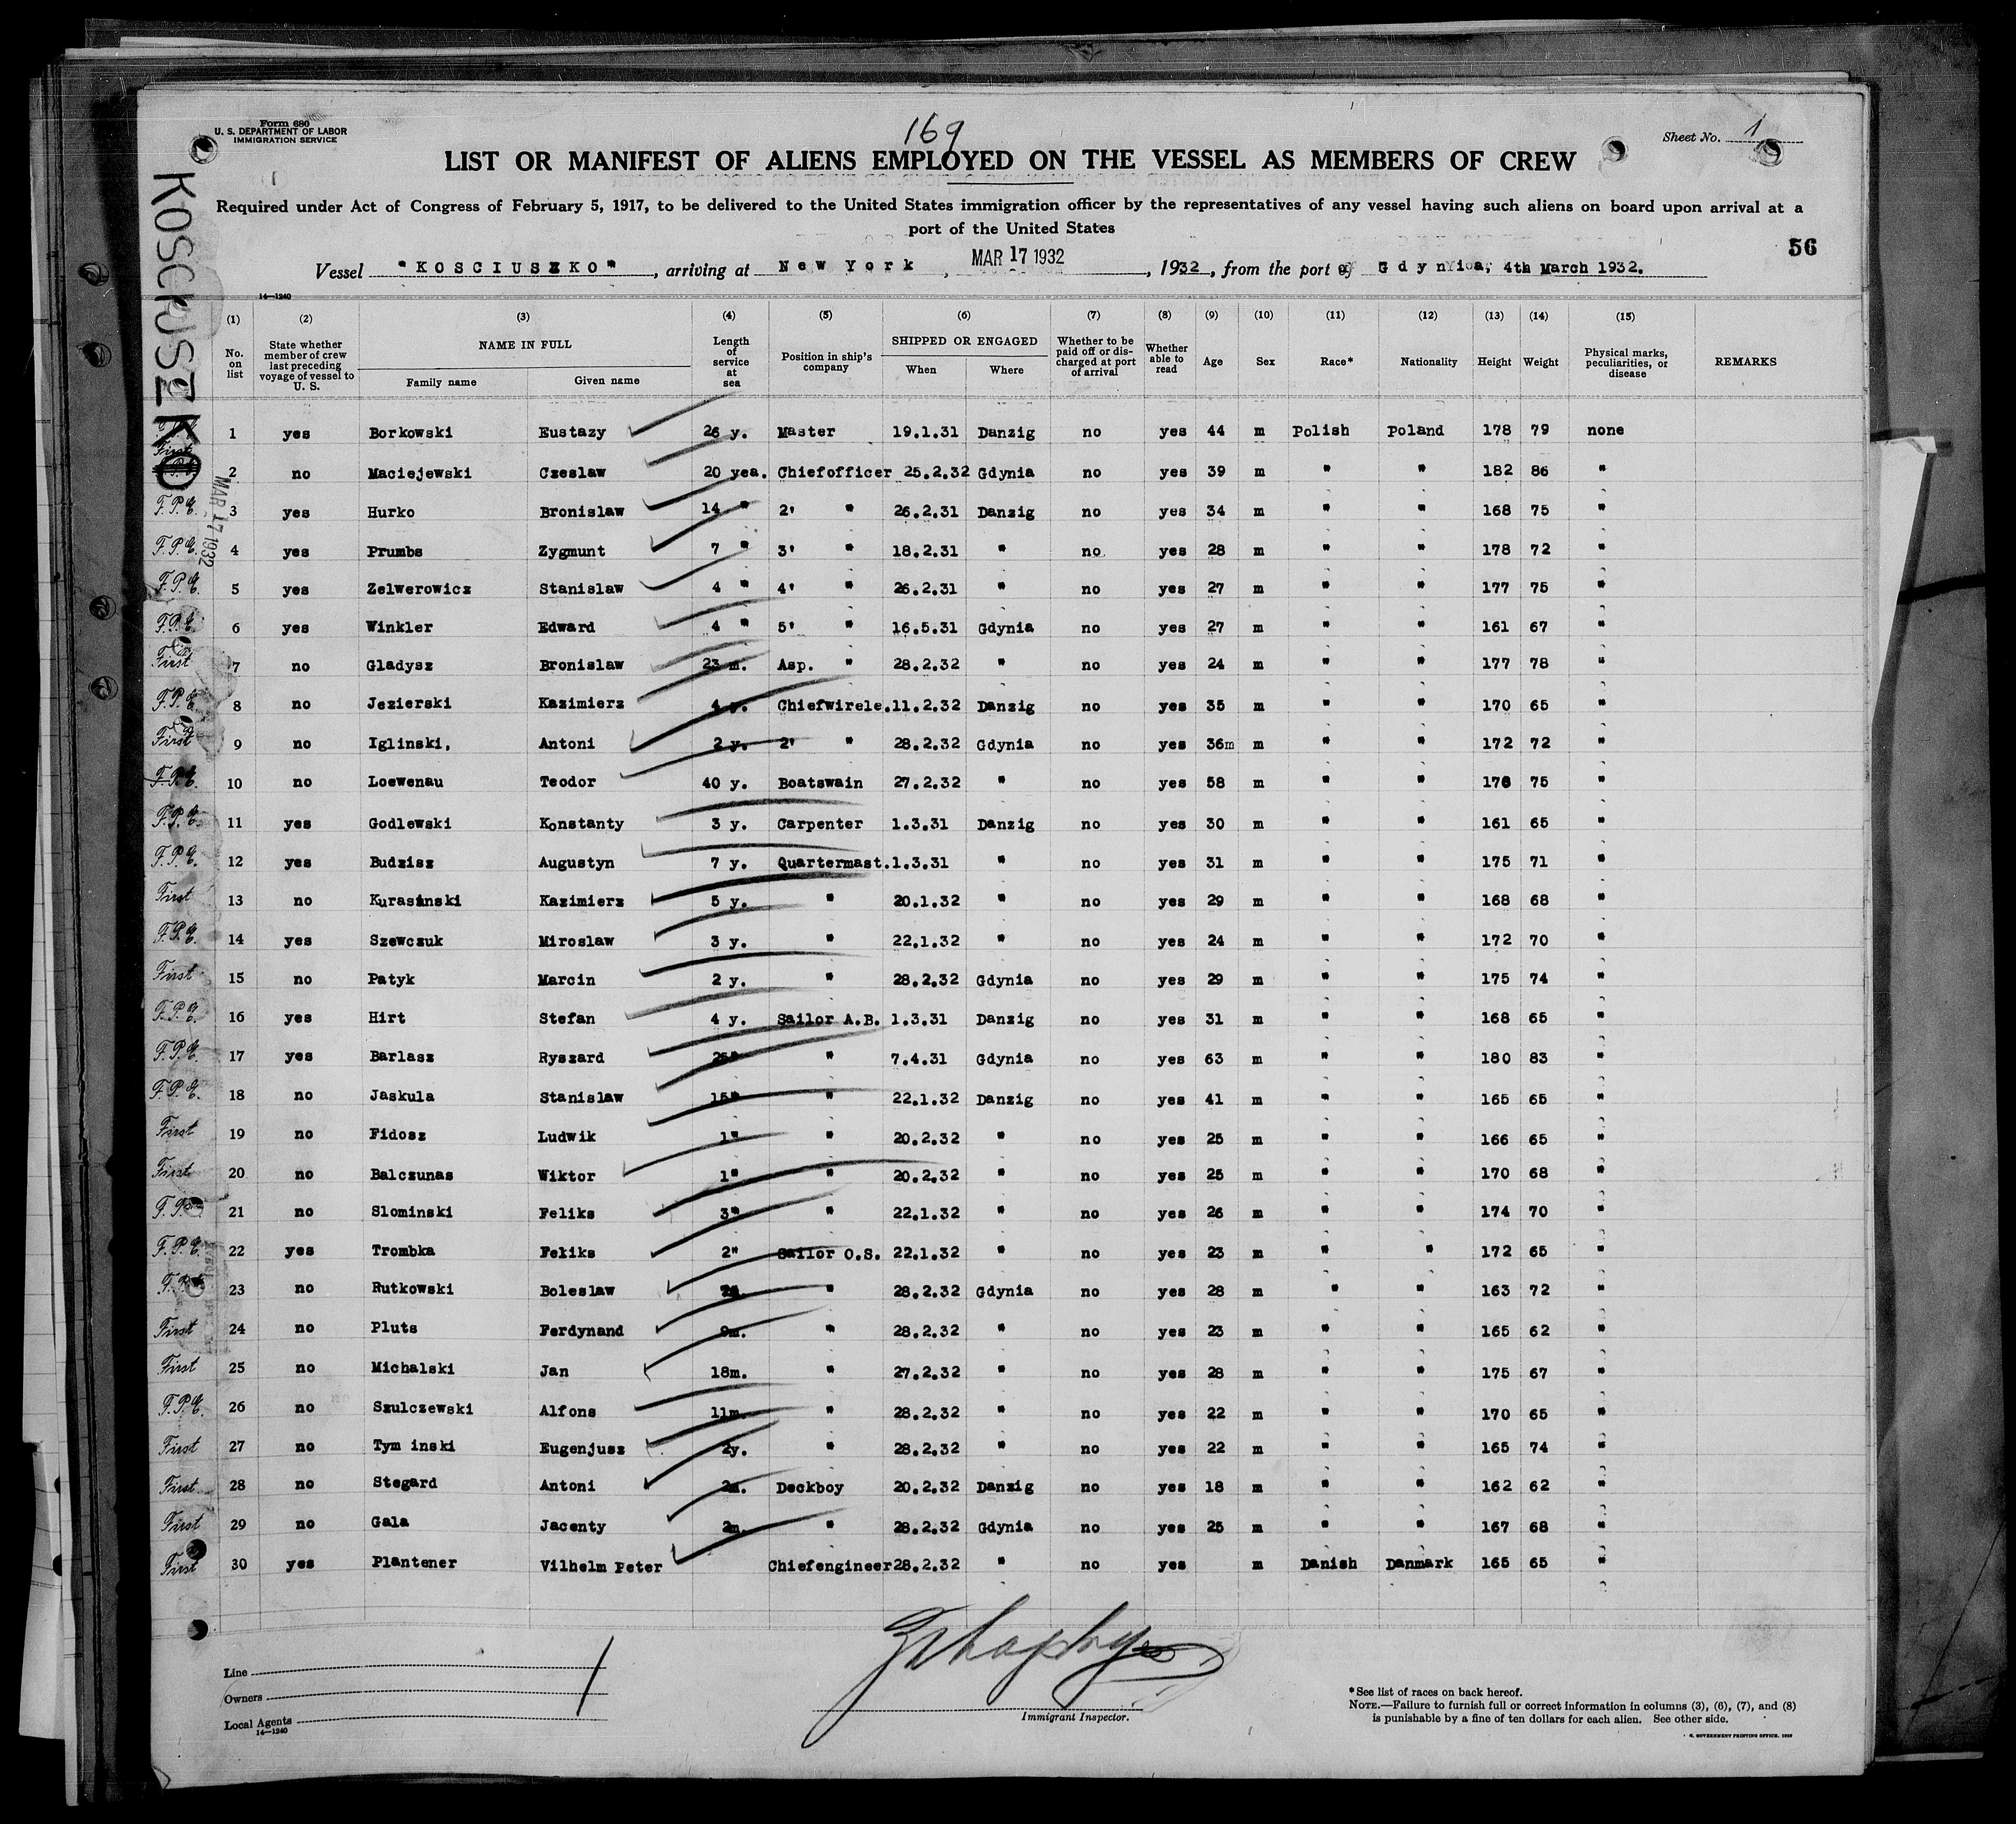 Form 680
U. S. DEPARTMENT OF LABOR
IMMIGRATION SERVICE
169
Sheet No. 1
LIST OR MANIFEST OF ALIENS EMPLOYED ON THE VESSEL AS MEMBERS OF CREW
Required under Act of Congress of February 5, 1917, to be delivered to the United States immigration officer by the representatives of any vessel having such aliens on board upon arrival at a
port of the United States
56
Vessel "KOSCIUSZKO", arriving at New York, MAR 17 1932, 1932, from the port of Gdynia, 4th March 1932.
KOSCIUSZKO
MAR 17 1932
14—1240
(1) (2) (3) (4) (5) (6) (7) (8) (9) (10) (11) (12) (13) (14) (15)
No. on list State whether member of crew last preceding voyage of vessel to U. S. NAME IN FULL Family name Given name Length of service at sea Position in ship's company SHIPPED OR ENGAGED When Where Whether to be paid off or discharged at port of arrival Whether able to read Age Sex Race* Nationality Height Weight Physical marks, peculiarities, or disease REMARKS
1 yes Borkowski Eustazy 26 y. Master 19.1.31 Danzig no yes 44 m Polish Poland 178 79 none
First 2 no Maciejewski Czeslaw 20 yea. Chiefofficer 25.2.32 Gdynia no yes 39 m " " 182 86 "
F.P.E. 3 yes Hurko Bronislaw 14 " 2' " 26.2.31 Danzig no yes 34 m " " 168 75 "
F.P.E. 4 yes Prumbs Zygmunt 7 " 3' " 18.2.31 " no. yes 28 m " " 178 72 "
F.P.E. 5 yes Zelwerowicz Stanislaw 4 " 4' " 26.2.31 " no yes 27 m " " 177 75 "
F.P.E. 6 yes Winkler Edward 4 " 5' " 16.5.31 Gdynia no yes 27 m " " 161 67 "
First 7 no Gladysz Bronislaw 23 m. Asp. " 28.2.32 " no yes 24 m " " 177 78 "
F.P.E. 8 no Jezierski Kazimierz 4 y. Chiefwirele. 11.2.32 Danzig no yes 35 m " " 170 65 "
First 9 no Iglinski, Antoni 2 y. 2' " 28.2.32 Gdynia no yes 36m m " " 172 72 "
F.P.E. 10 no Loewenau Teodor 40 y. Boatswain 27.2.32 " no yes 58 m " " 75 "
F.P.E. 11 yes Godlewski Konstanty 3 y. Carpenter 1.3.31 Danzig no yes 30 m " " 161 65 "
F.P.E. 12 yes Budzisz Augustyn 7 y. Quartermast. 1.3.31 " no yes 31 m " " 175 71 "
First 13 no Kurasinski Kazimierz 5 y. " 20.1.32 " no yes 29 m " " 168 68 "
F.P.E. 14 yes Szewczuk Miroslaw 3 y. " 22.1.32 " no yes 24 m " " 172 70 "
First 15 no Patyk Marcin 2 y. " 28.2.32 Gdynia no yes 29 m " " 175 74 "
F.P.E. 16 yes Hirt Stefan 4 y. Sailor A.B. 1.3.31 Danzig no yes 31 m " " 168 65 "
F.P.E. 17 yes Barlasz Ryszard 25" " 7.4.31 Gdynia no yes 63 m " " 180 83 "
F.P.E. 18 no Jaskula Stanislaw 15" " 22.1.32 Danzig no yes 41 m " " 165 65 "
First 19 no Fidosz Ludwik 1" " 20.2.32 " no yes 25 m " " 166 65 "
First 20 no Balczunas Wiktor 1" " 20.2.32 " no yes 25 m " " 170 68 "
F.P. 21 no Slominski Feliks 3" " 22.1.32 " no yes 26 m " " 174 70 "
F.P.E. 22 yes Trombka Feliks 2" Sailor O.S. 22.1.32 " no yes 23 m " " 172 65 "
F.P.E. 23 no Rutkowski Boleslaw " 28.2.32 Gdynia no yes 28 m " " 163 72 "
First 24 no Pluts Ferdynand 9m. " 28.2.32 " no yes 23 m " " 165 62 "
First 25 no Michalski Jan 18m. " 27.2.32 " no yes 28 m " " 175 67 "
F.P.E. 26 no Szulczewski Alfons 11m. " 28.2.32 " no yes 22 m " " 170 65 "
First 27 no Tym inski Eugenjusz 2y. " 28.2.32 " no yes 22 m " " 165 74 "
First 28 no Stegard Antoni 2m. Deckboy 20.2.32 Danzig no yes 18 m " " 162 62 "
First 29 no Gala Jacenty 2m. " 28.2.32 Gdynia no yes 25 m " " 167 68 "
First 30 yes Plantener Vilhelm Peter Chiefengineer 28.2.32 " no yes m Danish Danmark 165 65 "
Line
Owners
Local Agents
14—1240
Immigrant Inspector.
*See list of races on back hereof.
NOTE.—Failure to furnish full or correct information in columns (3), (6), (7), and (8)
is punishable by a fine of ten dollars for each alien. See other side.